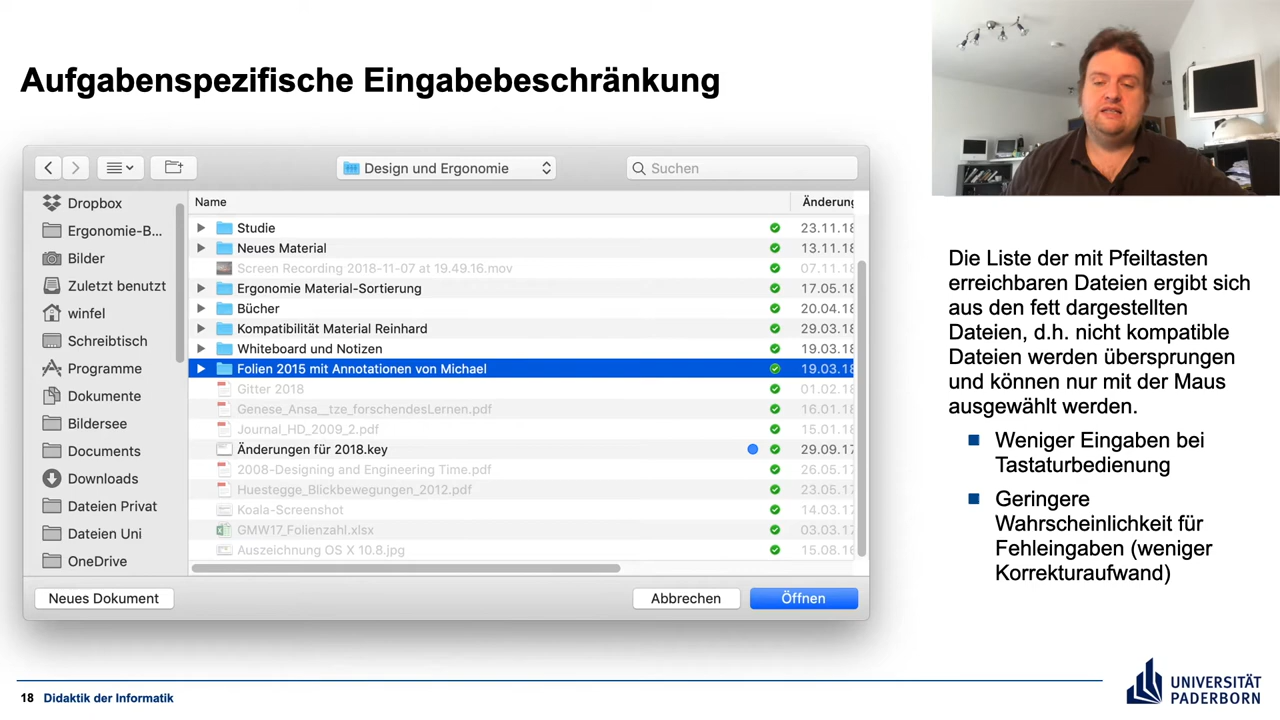 Aufgabenspezifische Eingabebeschränkung
Design und Ergonomie
Suchen
Dropbox
Ergonomie-B...
Bilder
Zuletzt benutzt
winfel
Schreibtisch
Programme
Dokumente
Bildersee
Documents
Downloads
Dateien Privat
Dateien Uni
OneDrive
Name Änderung
Studie 23.11.18
Neues Material 13.11.18
Screen Recording 2018-11-07 at 19.49.16.mov 07.11.18
Ergonomie Material-Sortierung 17.05.18
Bücher 20.04.18
Kompatibilität Material Reinhard 29.03.18
Whiteboard und Notizen 19.03.18
Folien 2015 mit Annotationen von Michael 19.03.18
Gitter 2018 01.02.18
Genese_Ansa__tze_forschendesLernen.pdf 16.01.18
Journal_HD_2009_2.pdf 15.01.18
Änderungen für 2018.key 29.09.17
2008-Designing and Engineering Time.pdf 26.05.17
Huestegge_Blickbewegungen_2012.pdf 23.05.17
Koala-Screenshot 14.03.17
GMW17_Folienzahl.xlsx 03.03.17
Auszeichnung OS X 10.8.jpg 15.08.16
Neues Dokument
Abbrechen
Öffnen
Die Liste der mit Pfeiltasten
erreichbaren Dateien ergibt sich
aus den fett dargestellten
Dateien, d.h. nicht kompatible
Dateien werden übersprungen
und können nur mit der Maus
ausgewählt werden.
Weniger Eingaben bei
Tastaturbedienung
Geringere
Wahrscheinlichkeit für
Fehleingaben (weniger
Korrekturaufwand)
18 Didaktik der Informatik
UNIVERSITÄT
PADERBORN